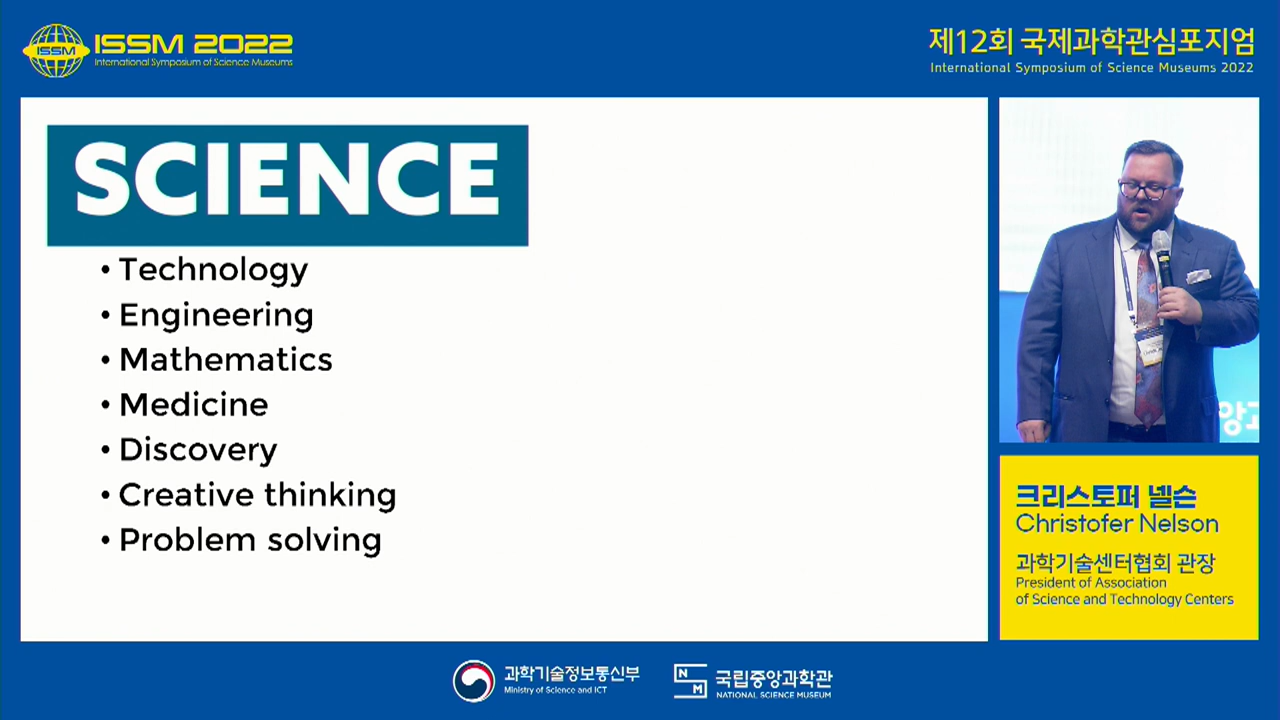 ISSM
ISSM 2022
International Symposium of Science Museums
제12회 국제과학관심포지엄
International Symposium of Science Museums 2022
SCIENCE
• Technology
• Engineering
• Mathematics
• Medicine
• Discovery
• Creative thinking
• Problem solving
크리스토퍼 넬슨
Christofer Nelson
과학기술센터협회 관장
President of Association
of Science and Technology Centers
과학기술정보통신부
Ministry of Science and ICT
NSM
국립중앙과학관
NATIONAL SCIENCE MUSEUM